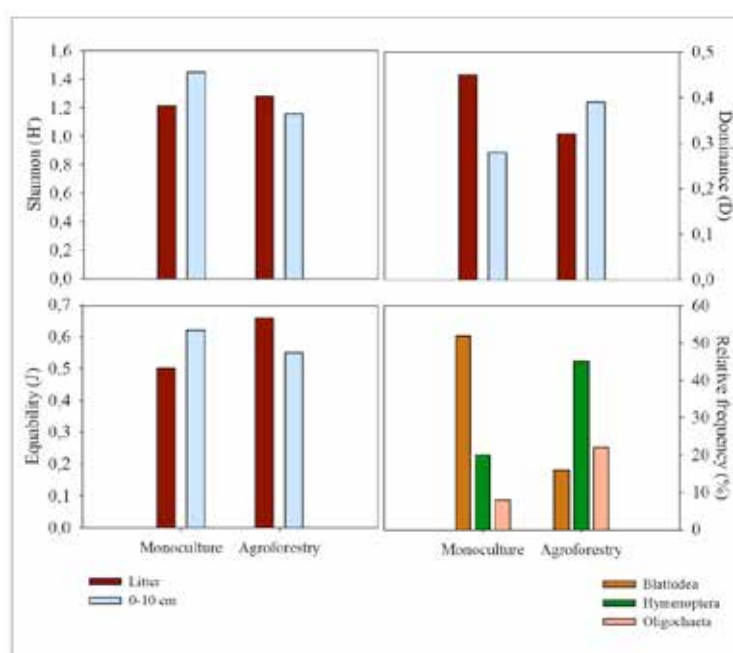 1,6
1,4
1,2
1,0
0,8
0,6
0,4
0,2
0,0
Shannon (H')
0,5
0,4
0,3
0,2
0,1
0,0
Dominance (D)
0,7
0,6
0,5
0,4
0,3
0,2
0,1
0,0
Equability (J)
60
50
40
30
20
10
0
Relative frequency (%)
Monoculture Agroforestry
Monoculture Agroforestry
Litter
0-10 cm
Blattodea
Hymenoptera
Oligochaeta